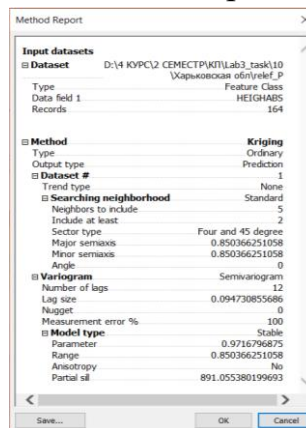 Method Report
Input datasets
Dataset D:\4 КУРС\2 СЕМЕСТР\КП\Lab3_task\10
\Харьковская обл\relef_P
Type Feature Class
Data field 1 HEIGHABS
Records 164
Method Kriging
Type Ordinary
Output type Prediction
Dataset # 1
Trend type None
Searching neighborhood Standard
Neighbors to include 5
Include at least 2
Sector type Four and 45 degree
Major semiaxis 0.850366251058
Minor semiaxis 0.850366251058
Angle 0
Variogram Semivariogram
Number of lags 12
Lag size 0.094730855686
Nugget 0
Measurement error % 100
Model type Stable
Parameter 0.9716796875
Range 0.850366251058
Anisotropy No
Partial sill 891.055380199693
Save... OK Cancel